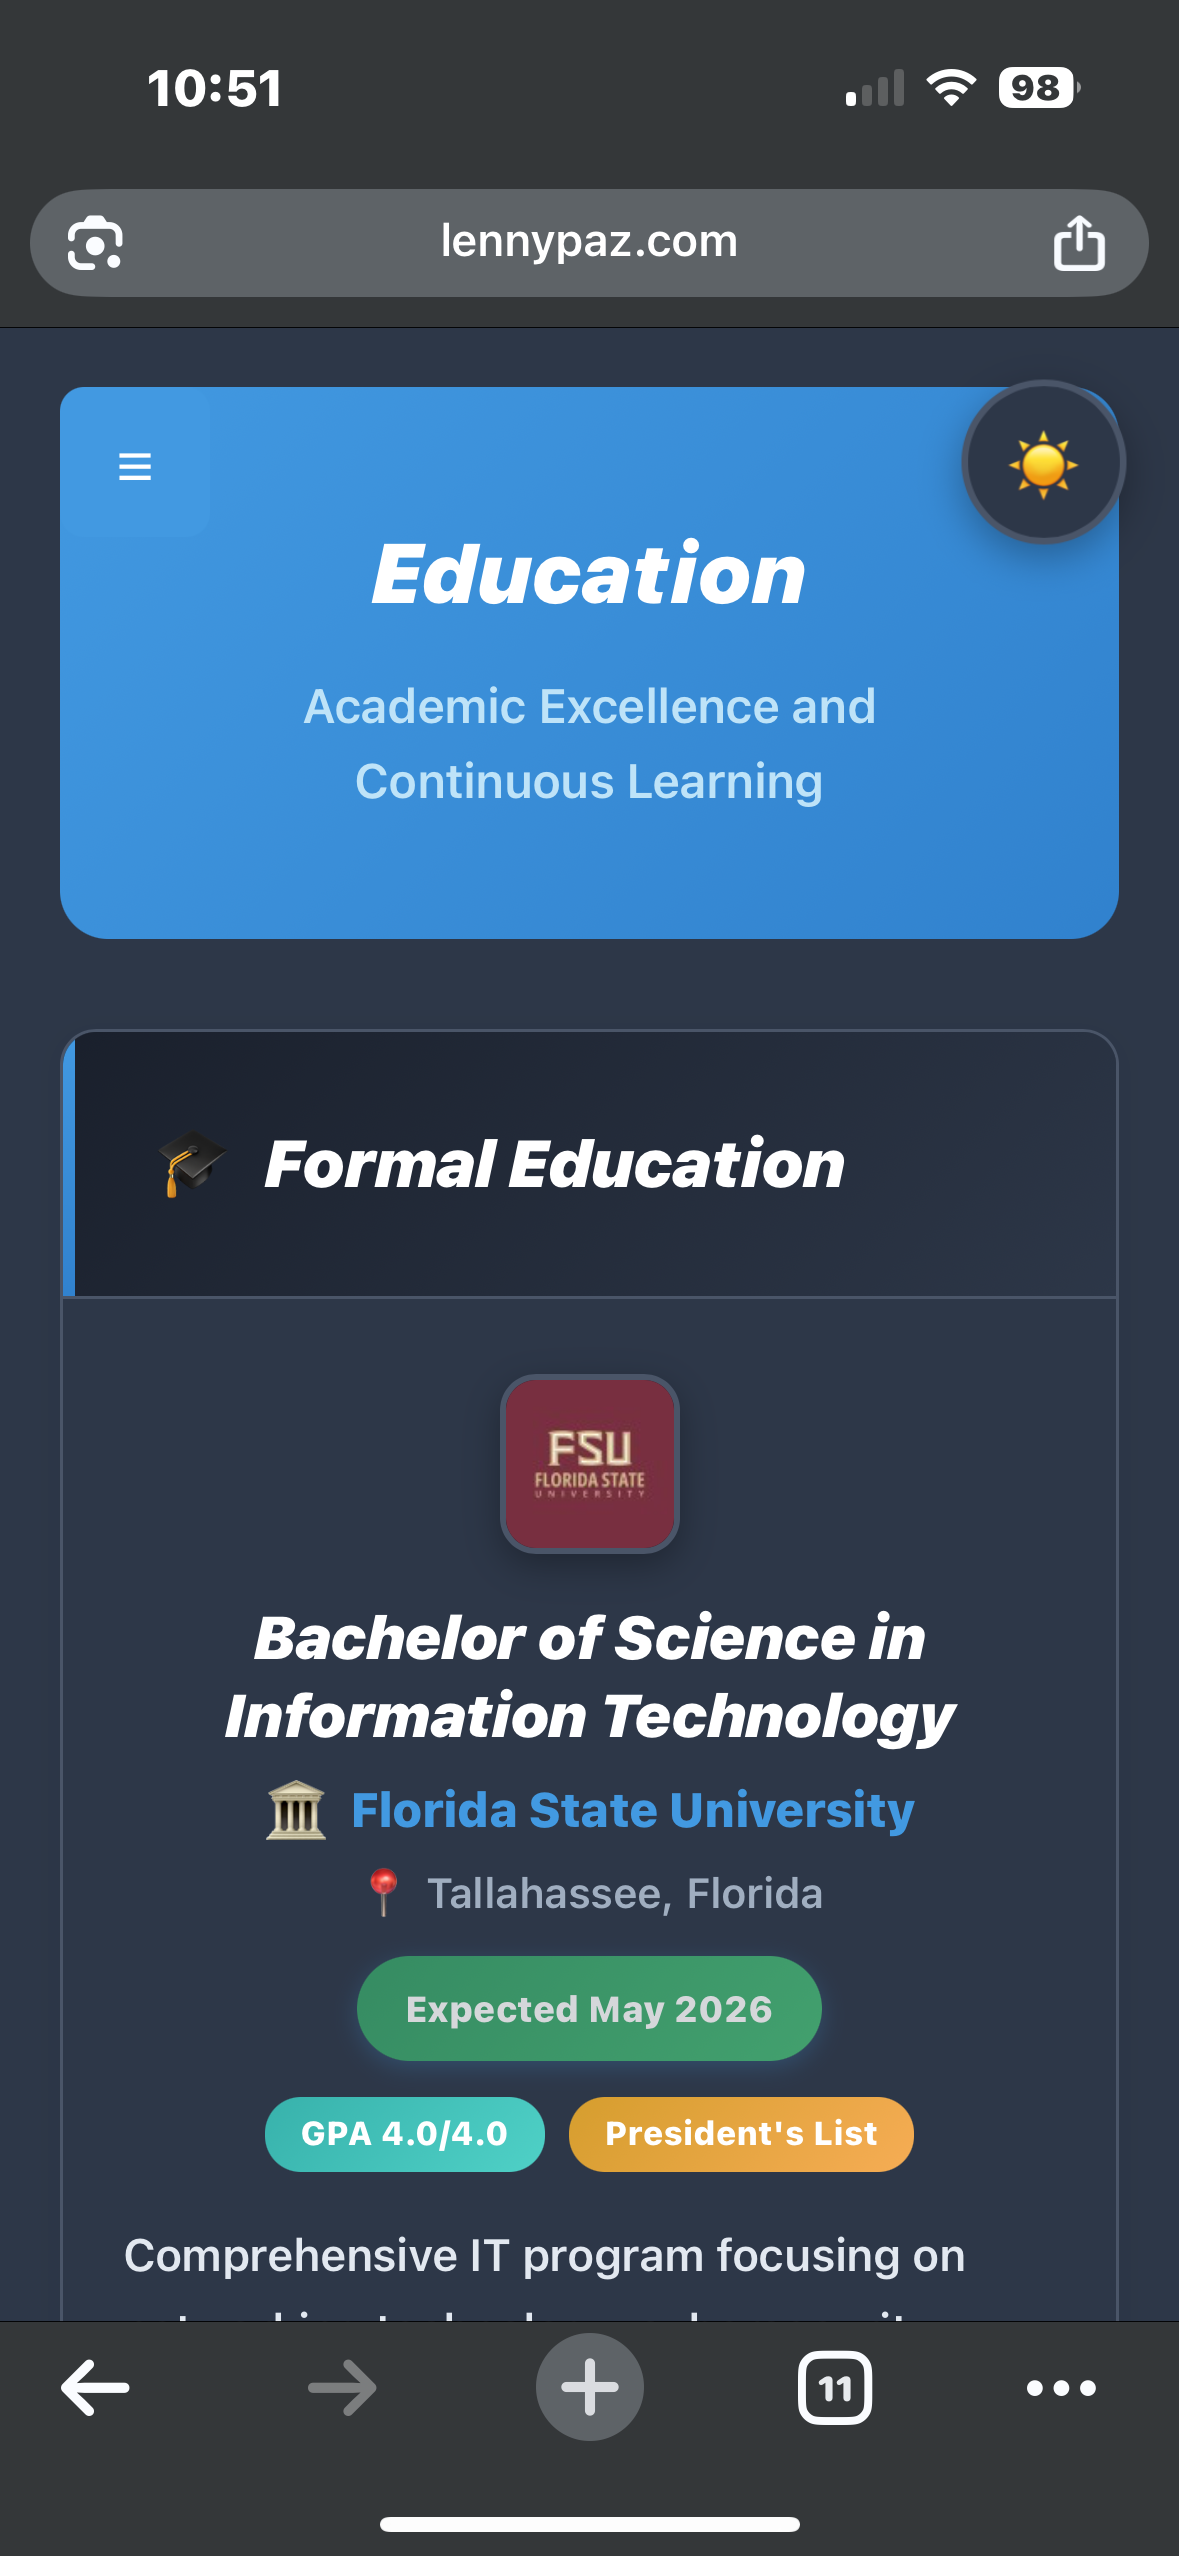 10:51
98
lennypaz.com
Education
Academic Excellence and
Continuous Learning
Formal Education
FSU
FLORIDA STATE
UNIVERSITY
Bachelor of Science in
Information Technology
Florida State University
Tallahassee, Florida
Expected May 2026
GPA 4.0/4.0
President's List
Comprehensive IT program focusing on
11